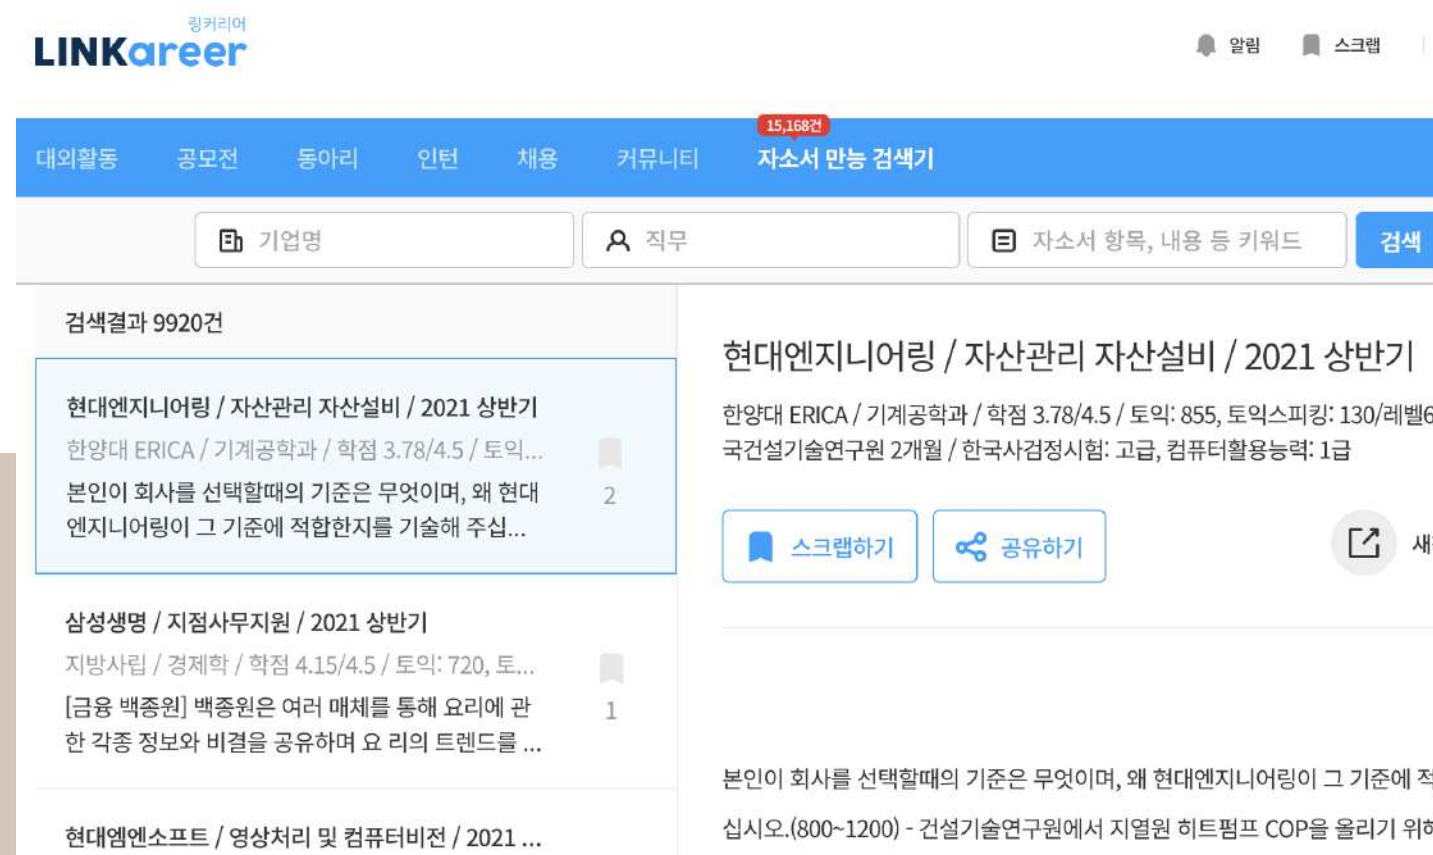 링커리어
LINKareer
알림
스크랩
15,168건
대외활동 공모전 동아리 인턴 채용 커뮤니티 자소서 만능 검색기
기업명
직무
자소서 항목, 내용 등 키워드
검색
검색결과 9920건
현대엔지니어링 / 자산관리 자산설비 / 2021 상반기
한양대 ERICA / 기계공학과 / 학점 3.78/4.5 / 토익...
본인이 회사를 선택할때의 기준은 무엇이며, 왜 현대
엔지니어링이 그 기준에 적합한지를 기술해 주십...
2
삼성생명 / 지점사무지원 / 2021 상반기
지방사립 / 경제학 / 학점 4.15/4.5 / 토익: 720, 토...
[금융 백종원] 백종원은 여러 매체를 통해 요리에 관
한 각종 정보와 비결을 공유하며 요 리의 트렌드를 ...
1
현대엠엔소프트 / 영상처리 및 컴퓨터비전 / 2021 ...
현대엔지니어링 / 자산관리 자산설비 / 2021 상반기
한양대 ERICA / 기계공학과 / 학점 3.78/4.5 / 토익: 855, 토익스피킹: 130/레벨6
국건설기술연구원 2개월 / 한국사검정시험: 고급, 컴퓨터활용능력: 1급
스크랩하기
공유하기
본인이 회사를 선택할때의 기준은 무엇이며, 왜 현대엔지니어링이 그 기준에 적
십시오.(800~1200) - 건설기술연구원에서 지열원 히트펌프 COP을 올리기 위해